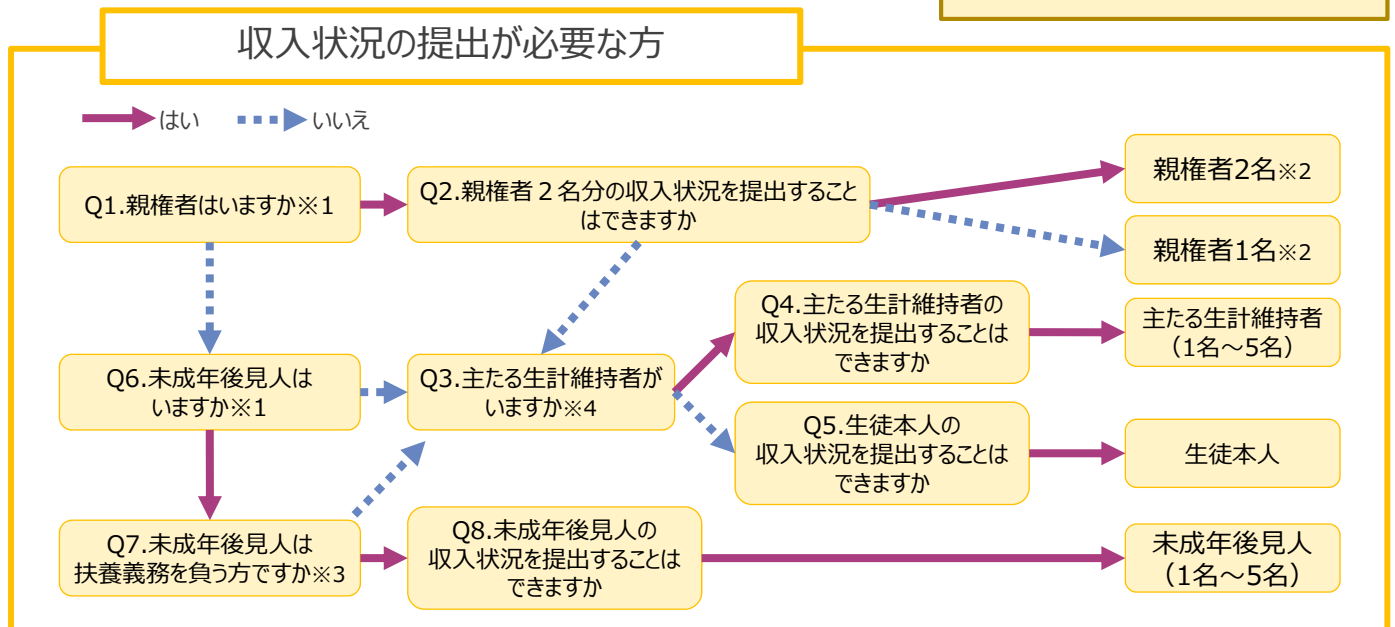 収入状況の提出が必要な方
はい
いいえ
Q1.親権者はいますか※1
Q2.親権者２名分の収入状況を提出すること
はできますか
親権者2名※2
親権者1名※2
Q6.未成年後見人は
いますか※1
Q3.主たる生計維持者が
いますか※4
Q4.主たる生計維持者の
収入状況を提出することは
できますか
主たる生計維持者
（1名～5名）
Q5.生徒本人の
収入状況を提出することは
できますか
生徒本人
Q7.未成年後見人は
扶養義務を負う方ですか※3
Q8.未成年後見人の
収入状況を提出することは
できますか
未成年後見人
（1名～5名）